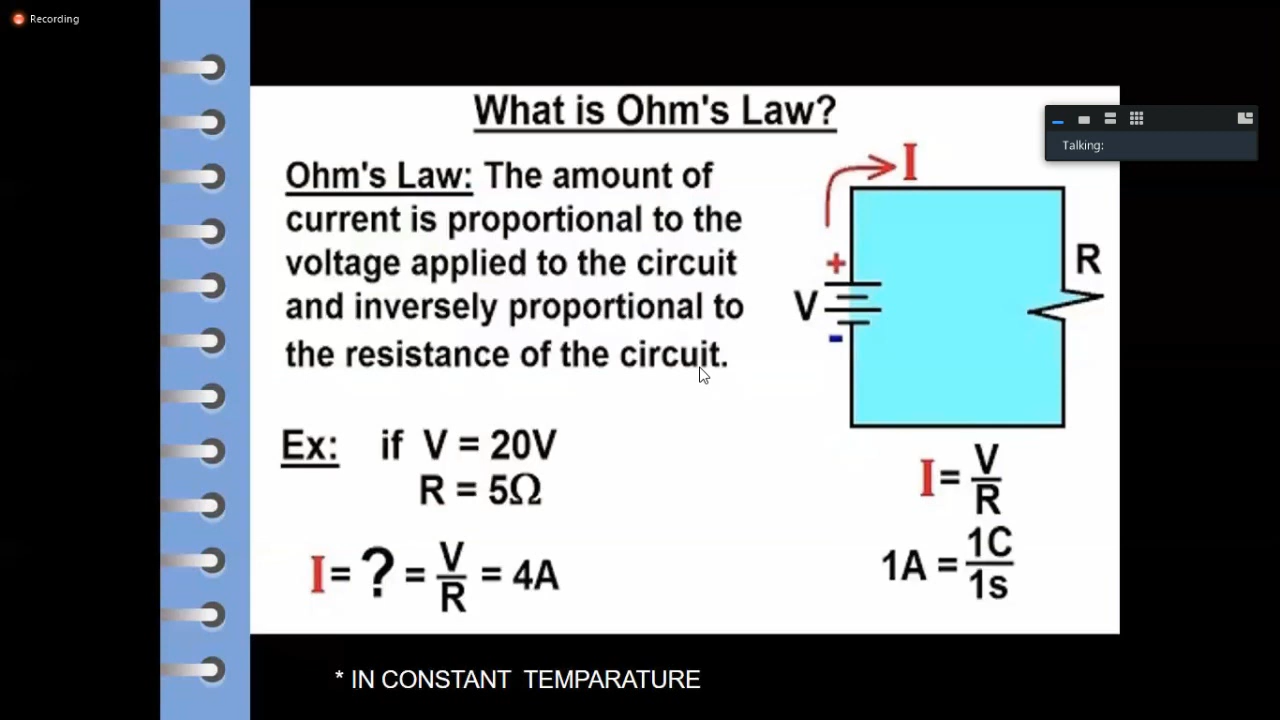 Recording
What is Ohm's Law?
Talking:
Ohm's Law: The amount of
current is proportional to the
voltage applied to the circuit
and inversely proportional to
the resistance of the circuit.
I
+
V
-
R
Ex: if V = 20V
R = 5Ω
I = ? = V/R = 4A
I = V/R
1A = 1C/1s
* IN CONSTANT TEMPARATURE